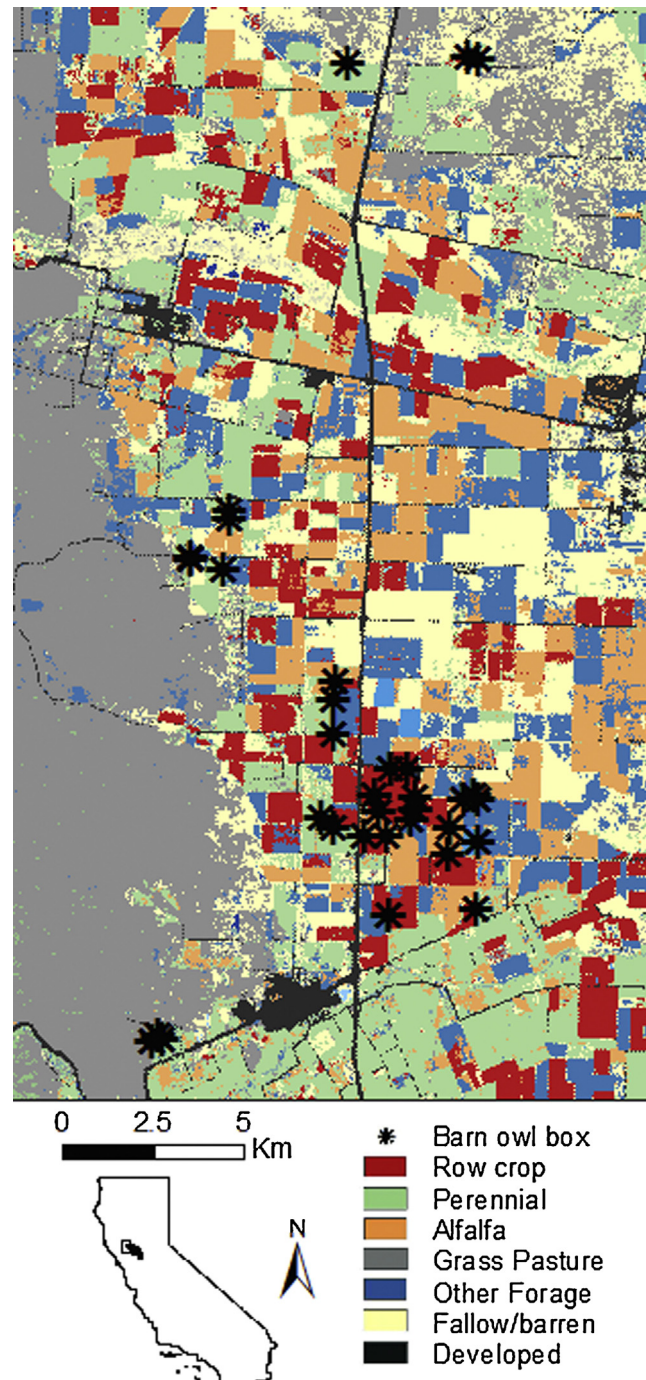 0 2.5 5
Km
N
Barn owl box
Row crop
Perennial
Alfalfa
Grass Pasture
Other Forage
Fallow/barren
Developed